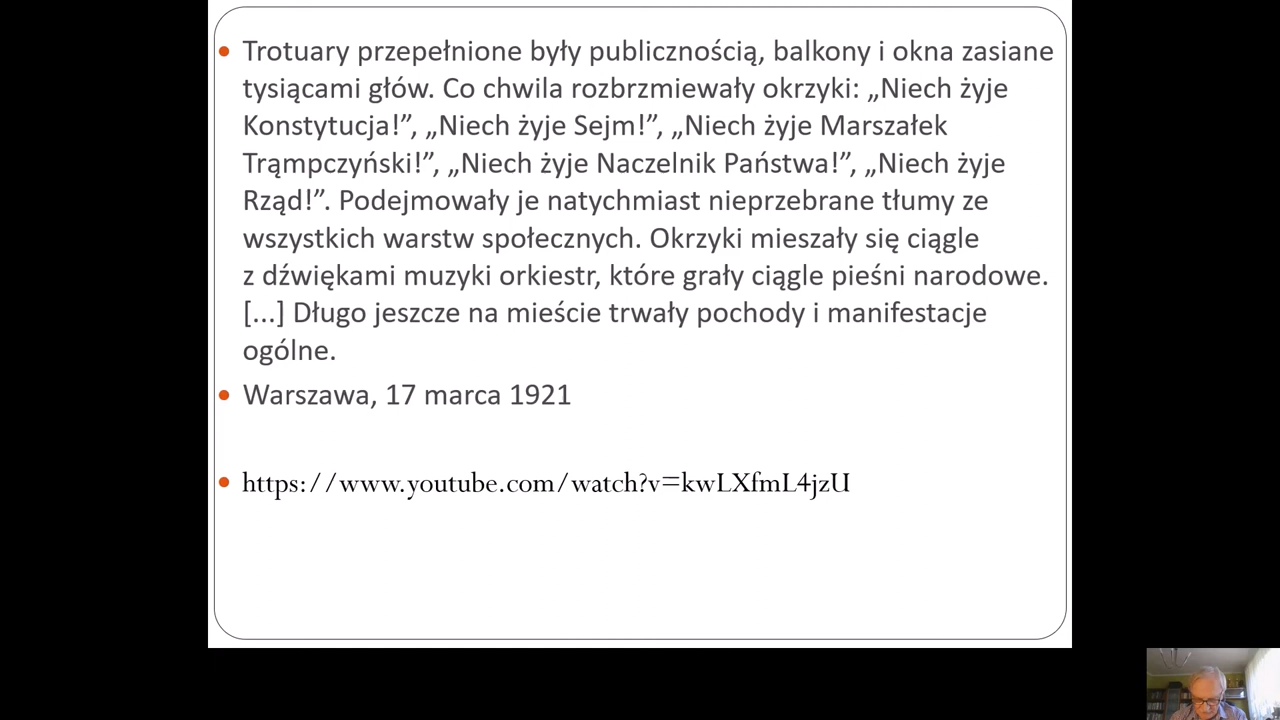 Trotuary przepełnione były publicznością, balkony i okna zasiane
tysiącami głów. Co chwila rozbrzmiewały okrzyki: „Niech żyje
Konstytucja!”, „Niech żyje Sejm!”, „Niech żyje Marszałek
Trąmpczyński!”, „Niech żyje Naczelnik Państwa!”, „Niech żyje
Rząd!”. Podejmowały je natychmiast nieprzebrane tłumy ze
wszystkich warstw społecznych. Okrzyki mieszały się ciągle
z dźwiękami muzyki orkiestr, które grały ciągle pieśni narodowe.
[...] Długo jeszcze na mieście trwały pochody i manifestacje
ogólne.
Warszawa, 17 marca 1921
https://www.youtube.com/watch?v=kwLXfmL4jzU